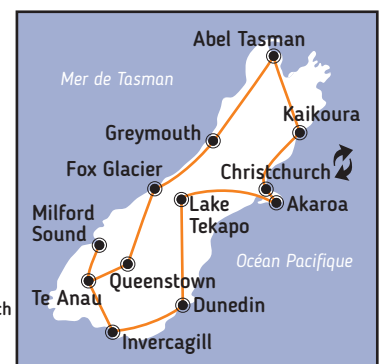 Abel Tasman
Mer de Tasman
Kaikoura
Greymouth
Fox Glacier
Christchurch
Lake
Tekapo
Akaroa
Milford
Sound
Océan Pacifique
Queenstown
Te Anau
Dunedin
Invercagill